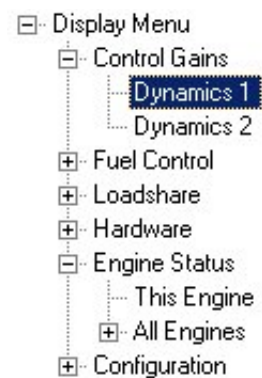 Display Menu
Control Gains
Dynamics 1
Dynamics 2
Fuel Control
Loadshare
Hardware
Engine Status
This Engine
All Engines
Configuration